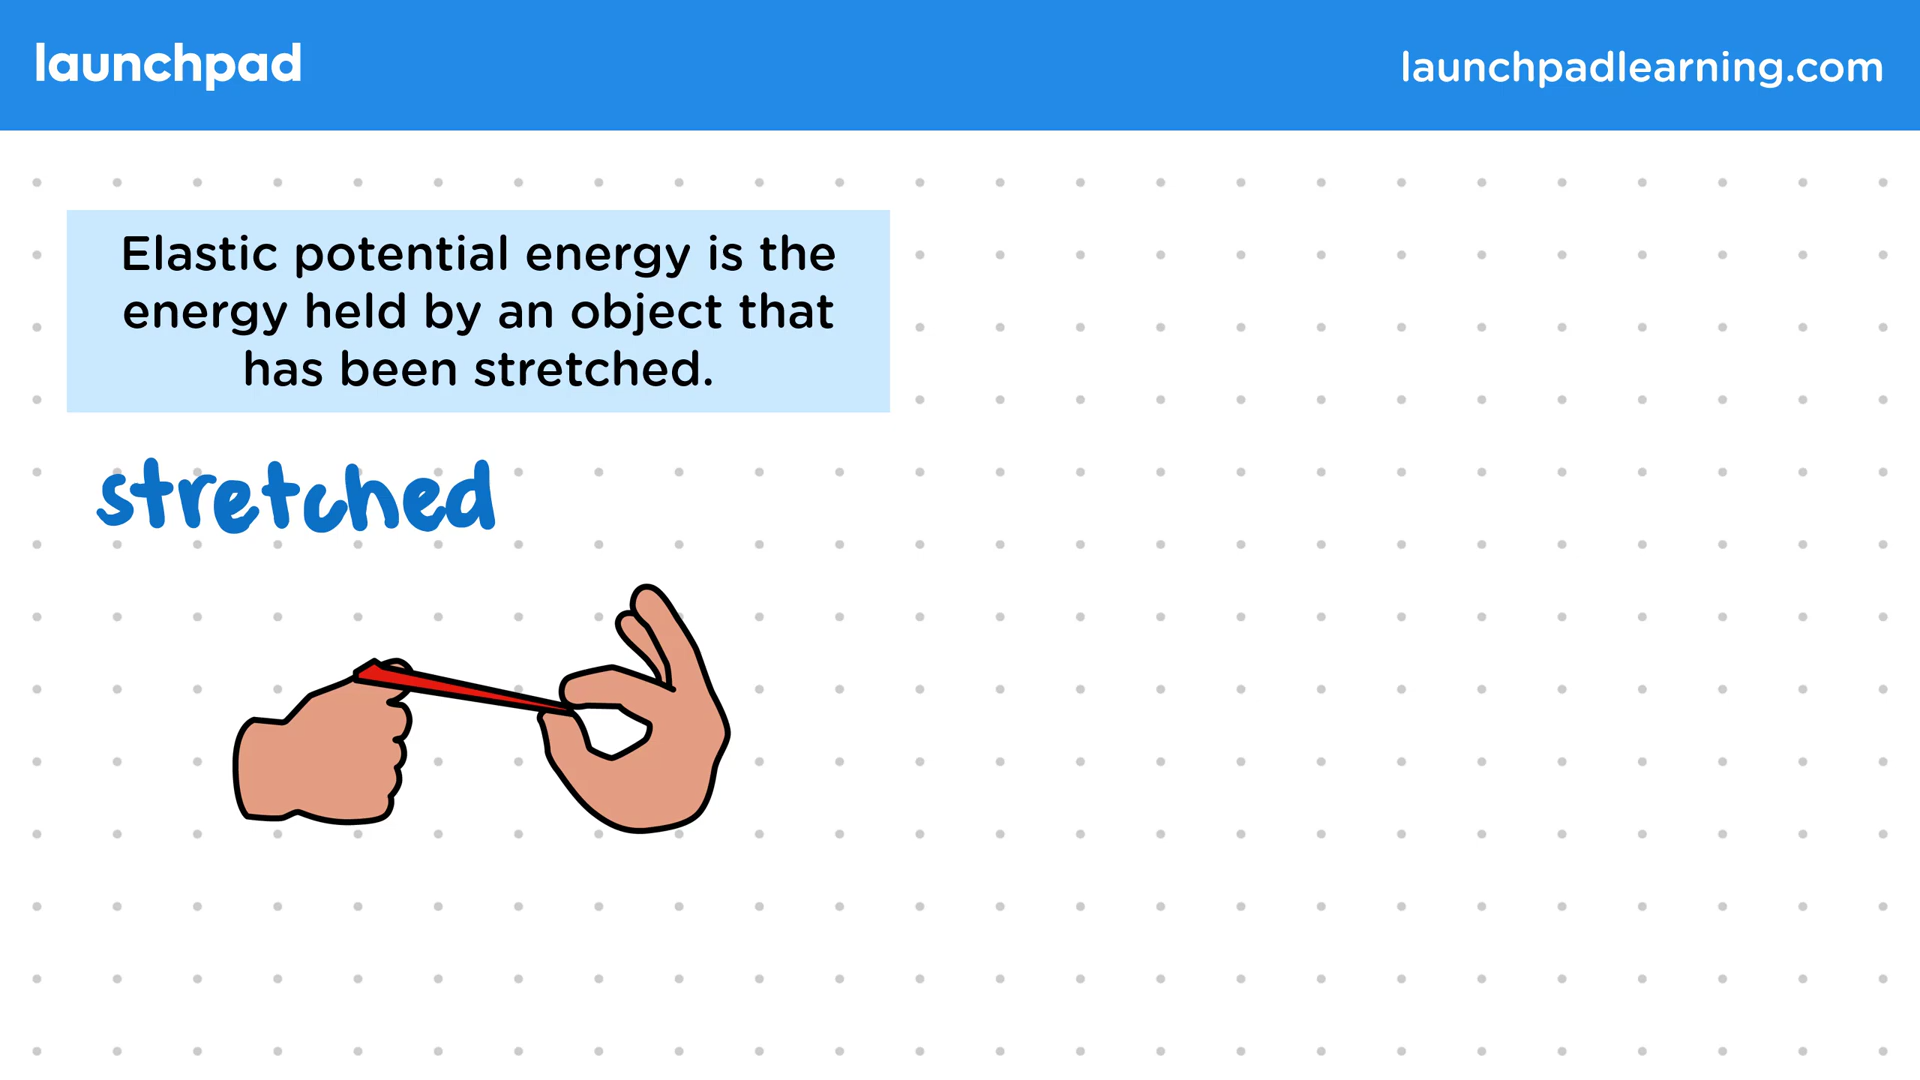 launchpad
launchpadlearning.com
Elastic potential energy is the
energy held by an object that
has been stretched.
stretched